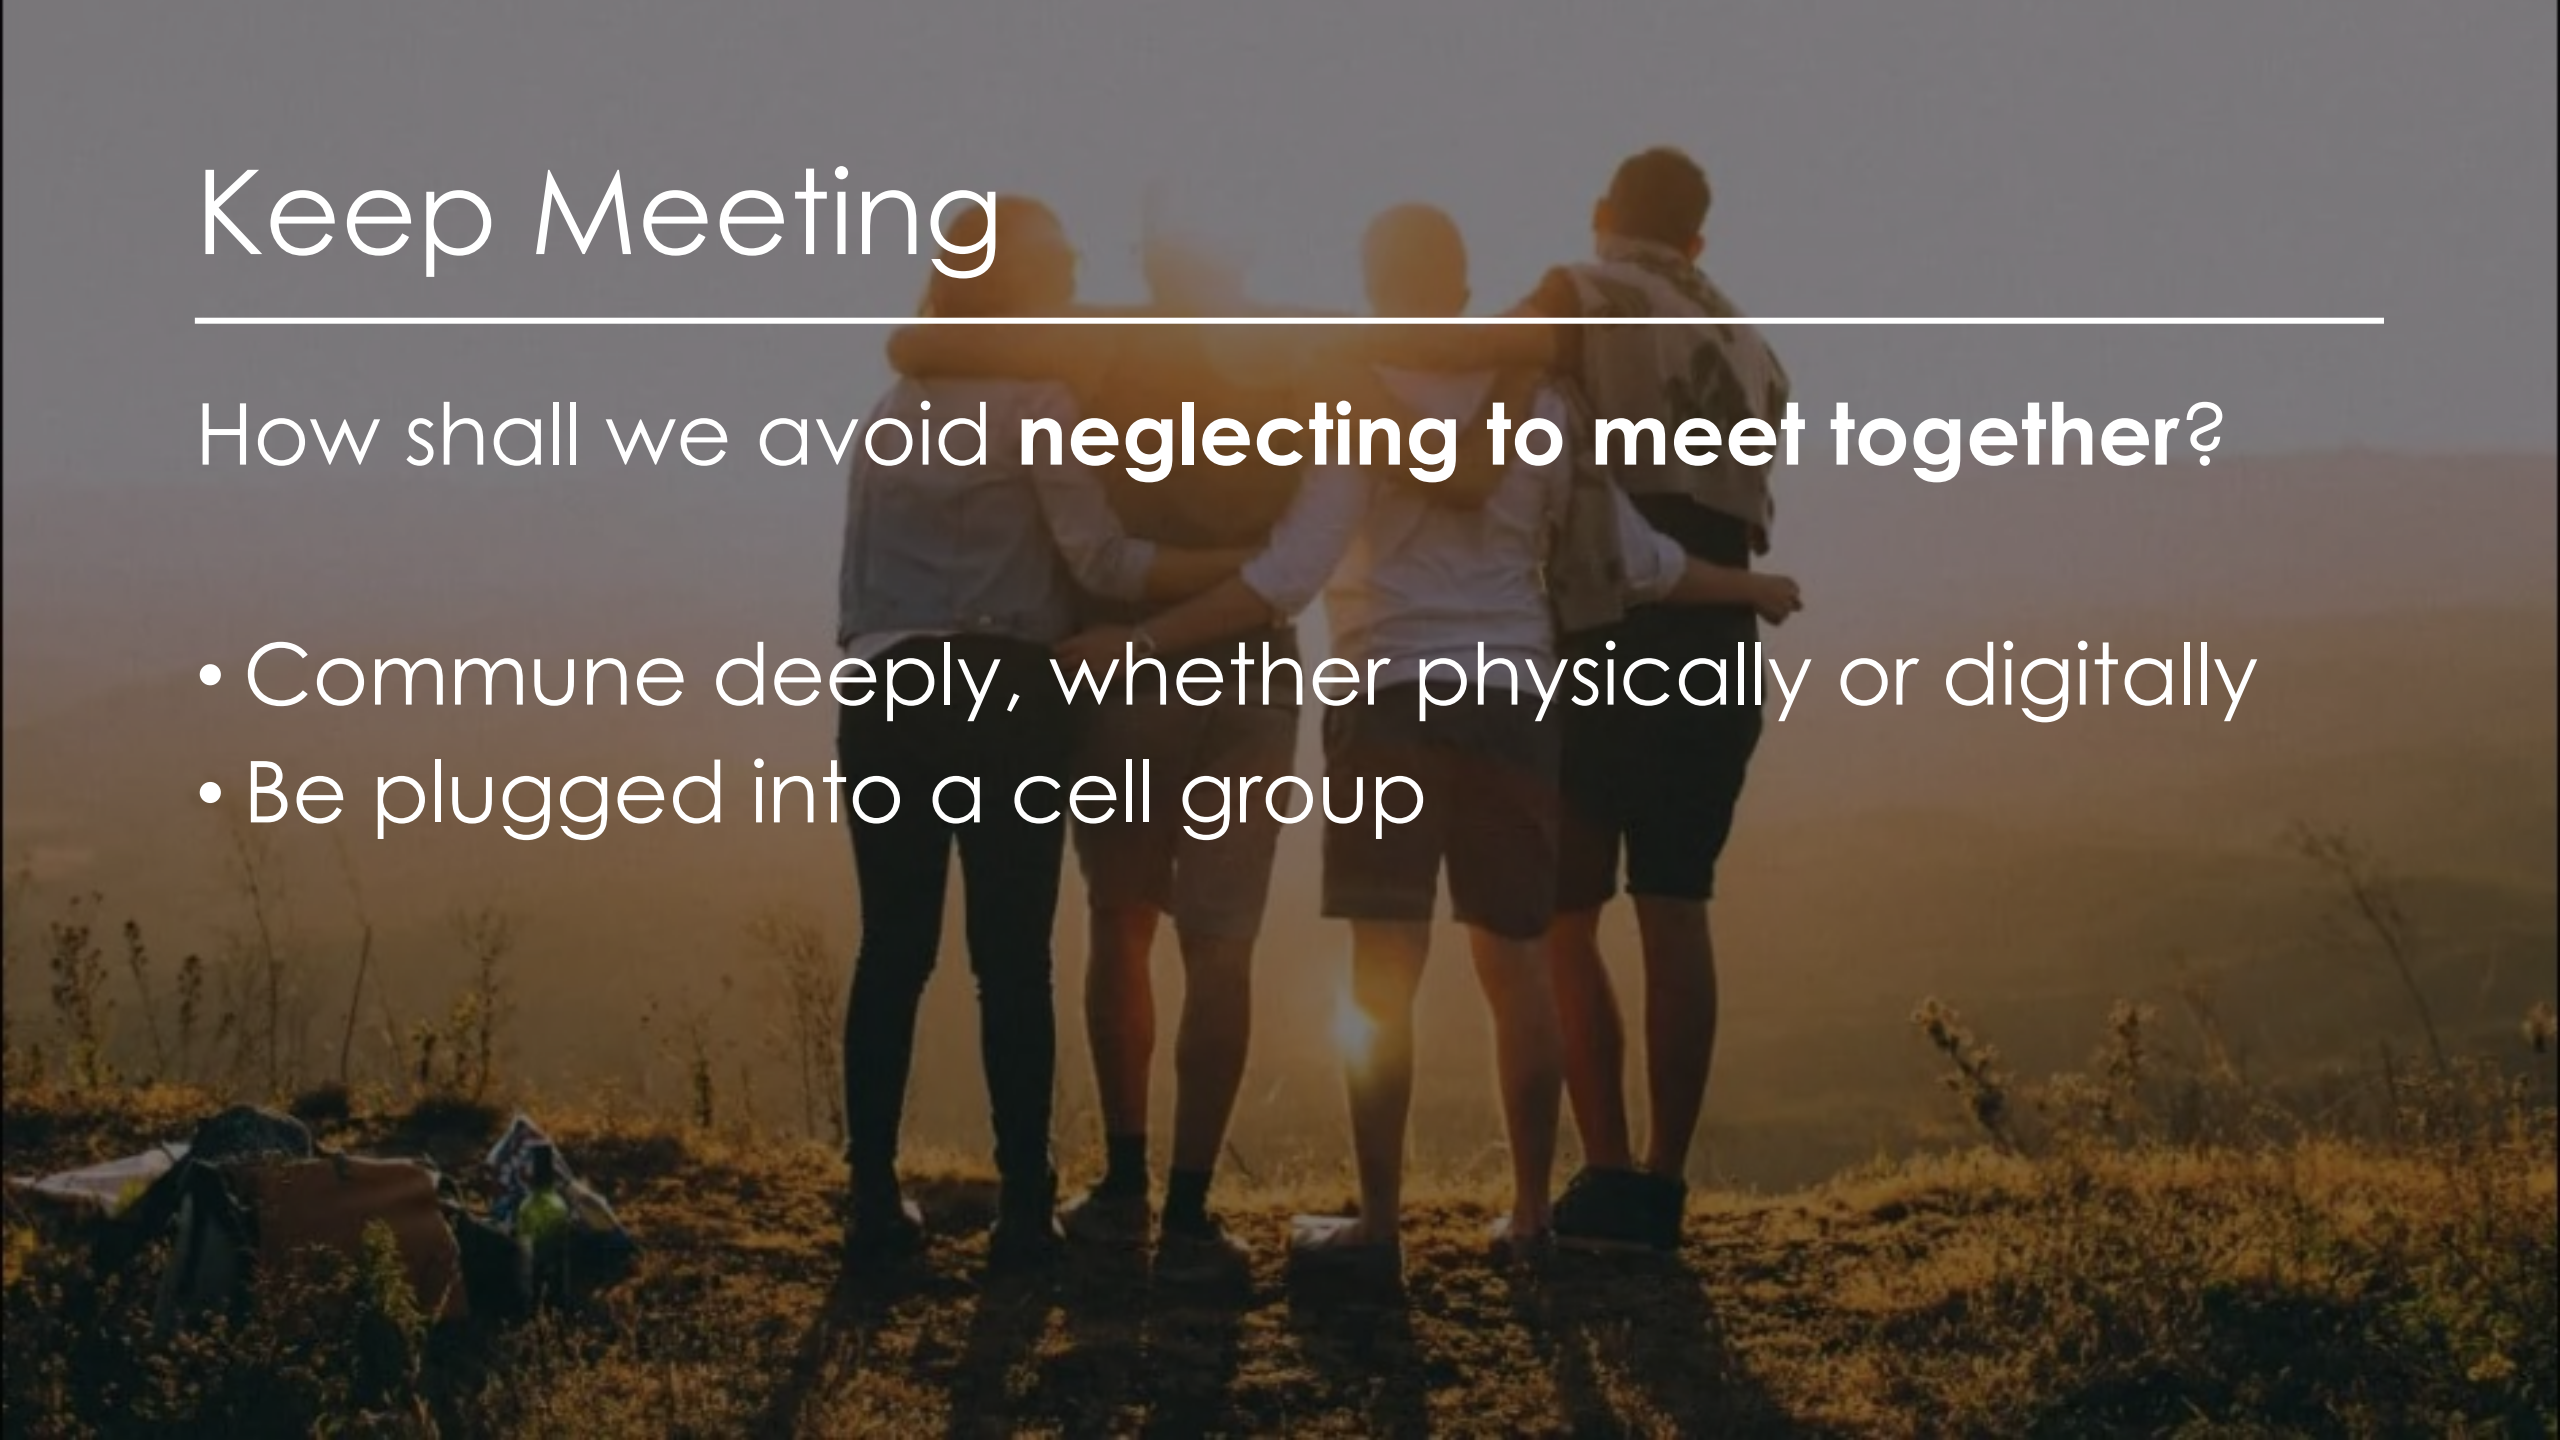 Keep Meeting
How shall we avoid neglecting to meet together?
• Commune deeply, whether physically or digitally
• Be plugged into a cell group